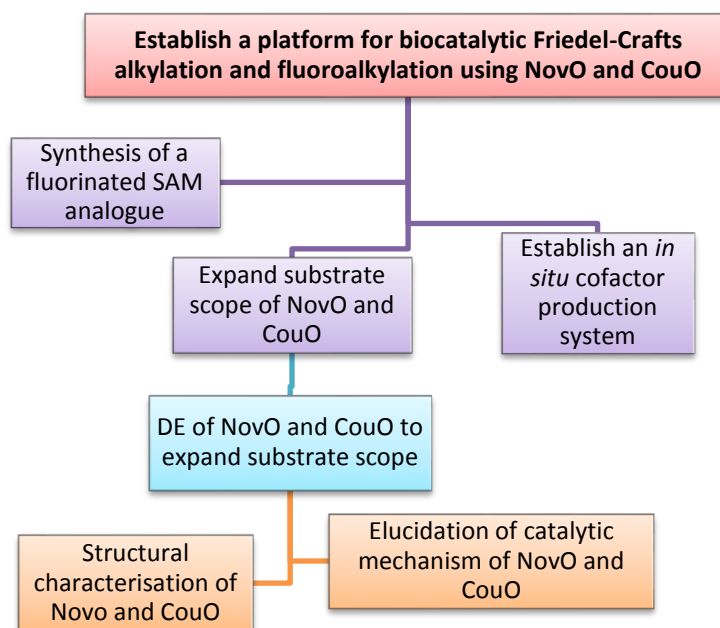 Establish a platform for biocatalytic Friedel-Crafts
alkylation and fluoroalkylation using NovO and CouO
Synthesis of a
fluorinated SAM
analogue
Establish an in
situ cofactor
production
system
Expand substrate
scope of NovO and
CouO
DE of NovO and CouO to
expand substrate scope
Structural
characterisation of
Novo and CouO
Elucidation of catalytic
mechanism of NovO and
CouO